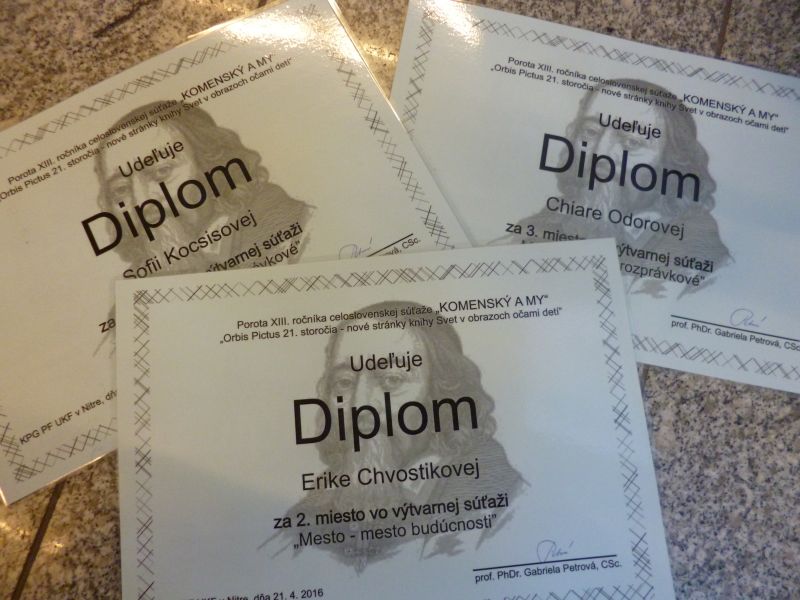 Porota XIII. ročníka celoslovenskej súťaže „KOMENSKÝ A MY“
„Orbis Pictus 21. storočia - nové stránky knihy Svet v obrazoch očami detí“
Udeľuje
Diplom
Sofii Kocsisovej
výtvarnej súťaži
CSc.
KPG PF UKF v Nitre, dňa
Porota XIII. ročníka celoslovenskej súťaže „KOMENSKÝ A MY“
„Orbis Pictus 21. storočia - nové stránky knihy Svet v obrazoch očami detí“
Udeľuje
Diplom
Chiare Odorovej
za 3. miesto výtvarnej súťaži
rozprávkové“
prof. PhDr. Gabriela Petrová, CSc
Porota XIII. ročníka celoslovenskej súťaže „KOMENSKÝ A MY“
„Orbis Pictus 21. storočia - nové stránky knihy Svet v obrazoch očami detí“
Udeľuje
Diplom
Erike Chvostikovej
za 2. miesto vo výtvarnej súťaži
„Mesto - mesto budúcnosti“
prof. PhDr. Gabriela Petrová, CSc.
v Nitre, dňa 21. 4. 2016